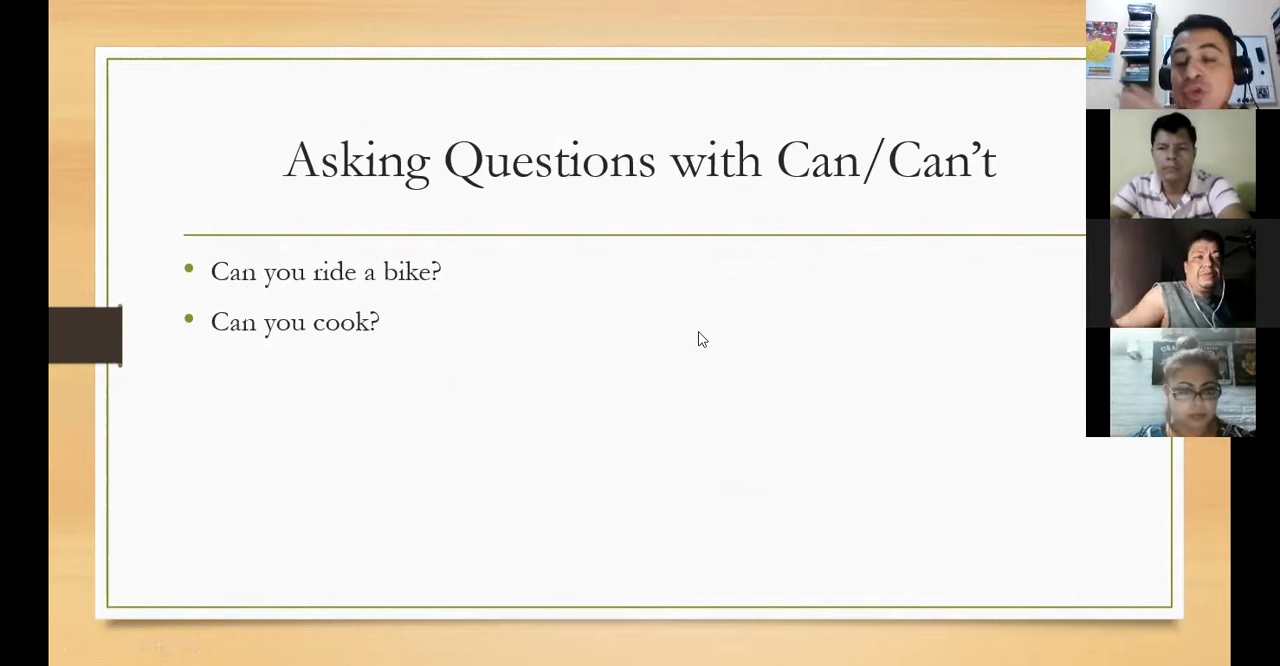 Asking Questions with Can/Can’t
Can you ride a bike?
Can you cook?